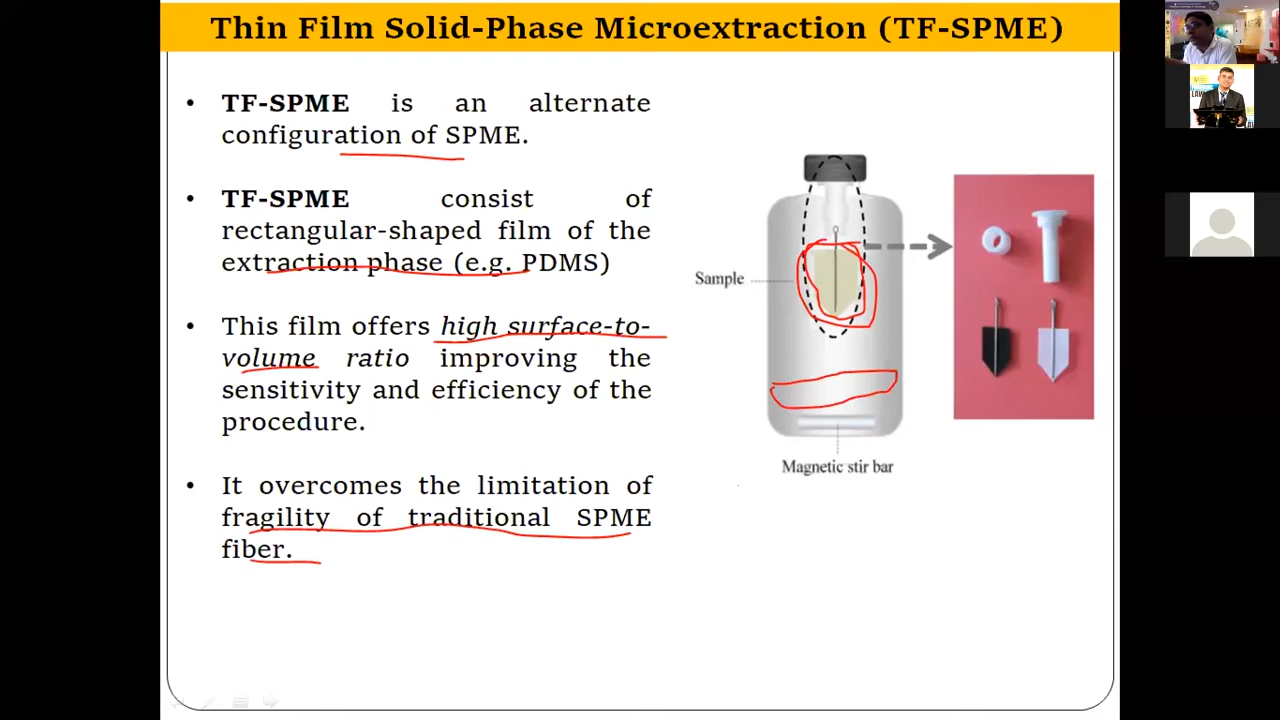 Thin Film Solid-Phase Microextraction (TF-SPME)
• TF-SPME is an alternate
configuration of SPME.
• TF-SPME consist of
rectangular-shaped film of the
extraction phase (e.g. PDMS)
• This film offers high surface-to-
volume ratio improving the
sensitivity and efficiency of the
procedure.
• It overcomes the limitation of
fragility of traditional SPME
fiber.
Sample
Magnetic stir bar